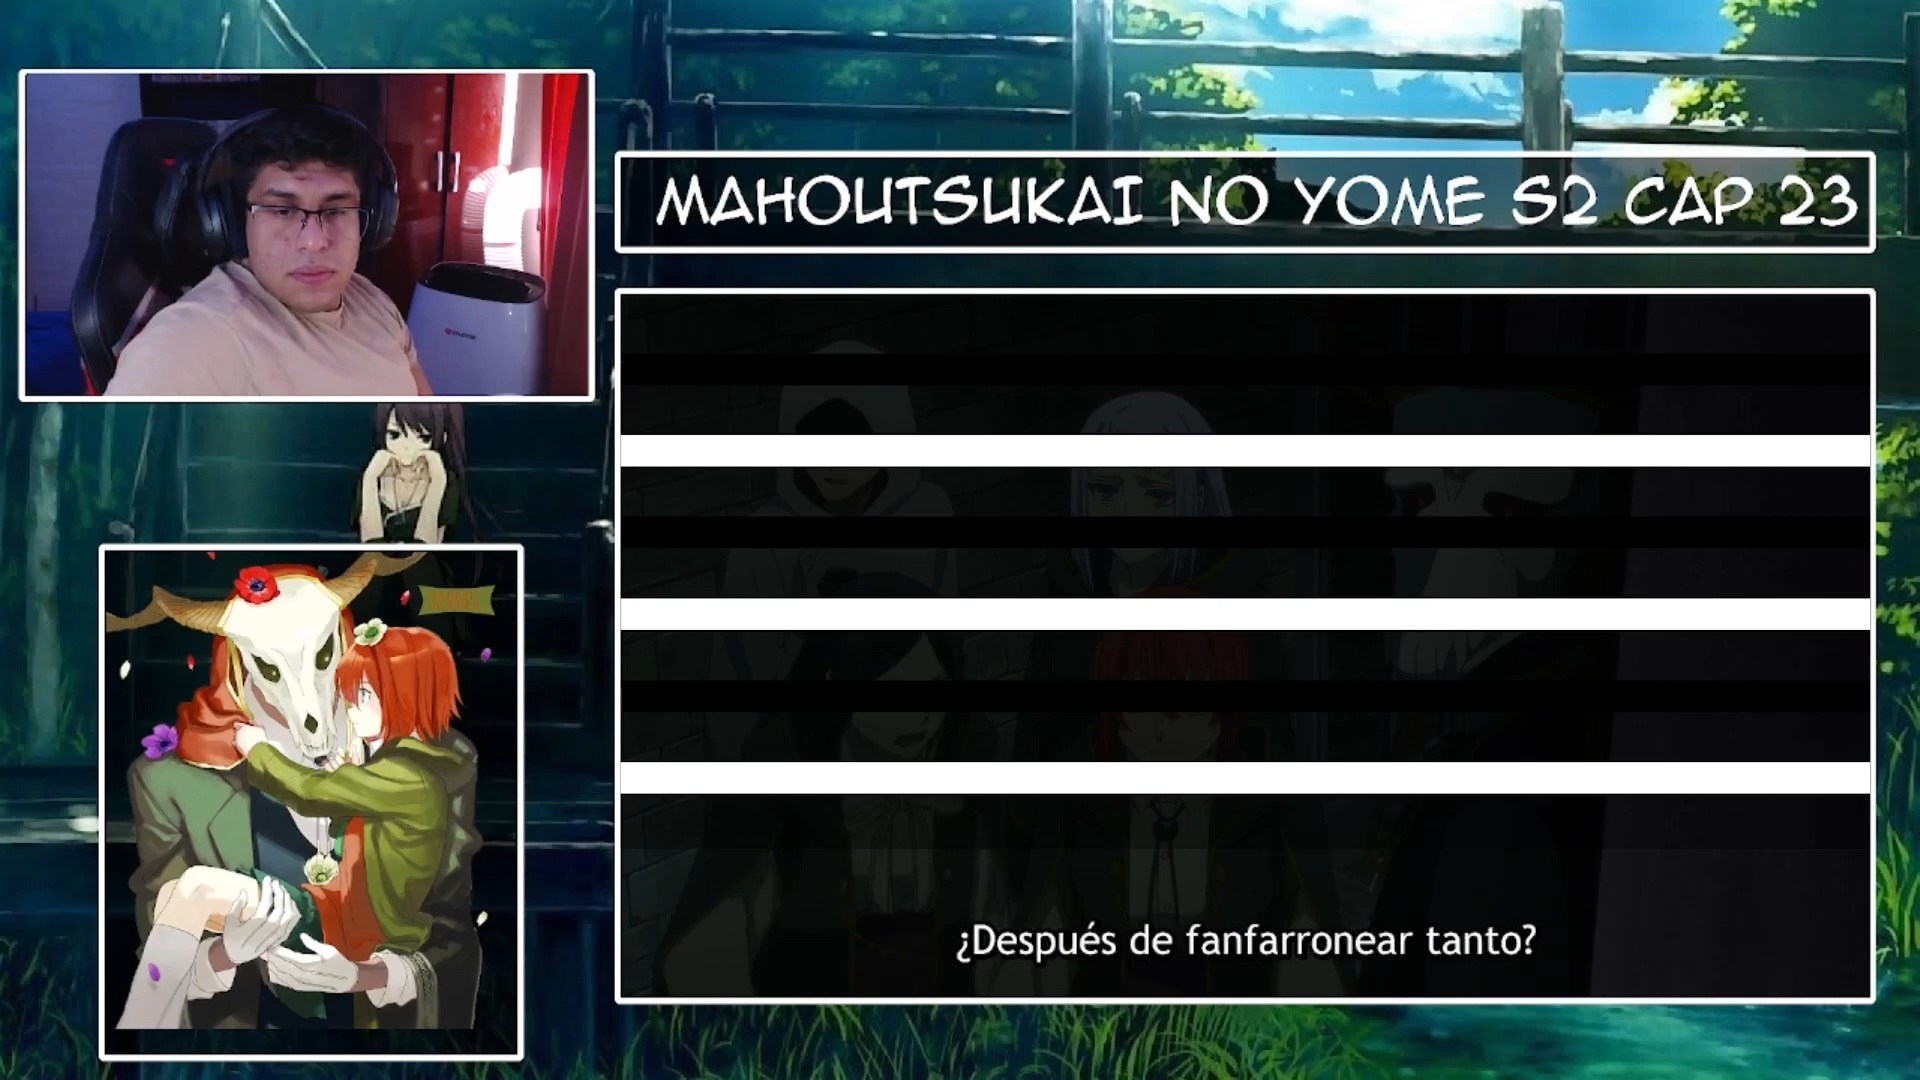 MAHOUTSUKAI NO YOME S2 CAP 23
¿Después de fanfarronear tanto?